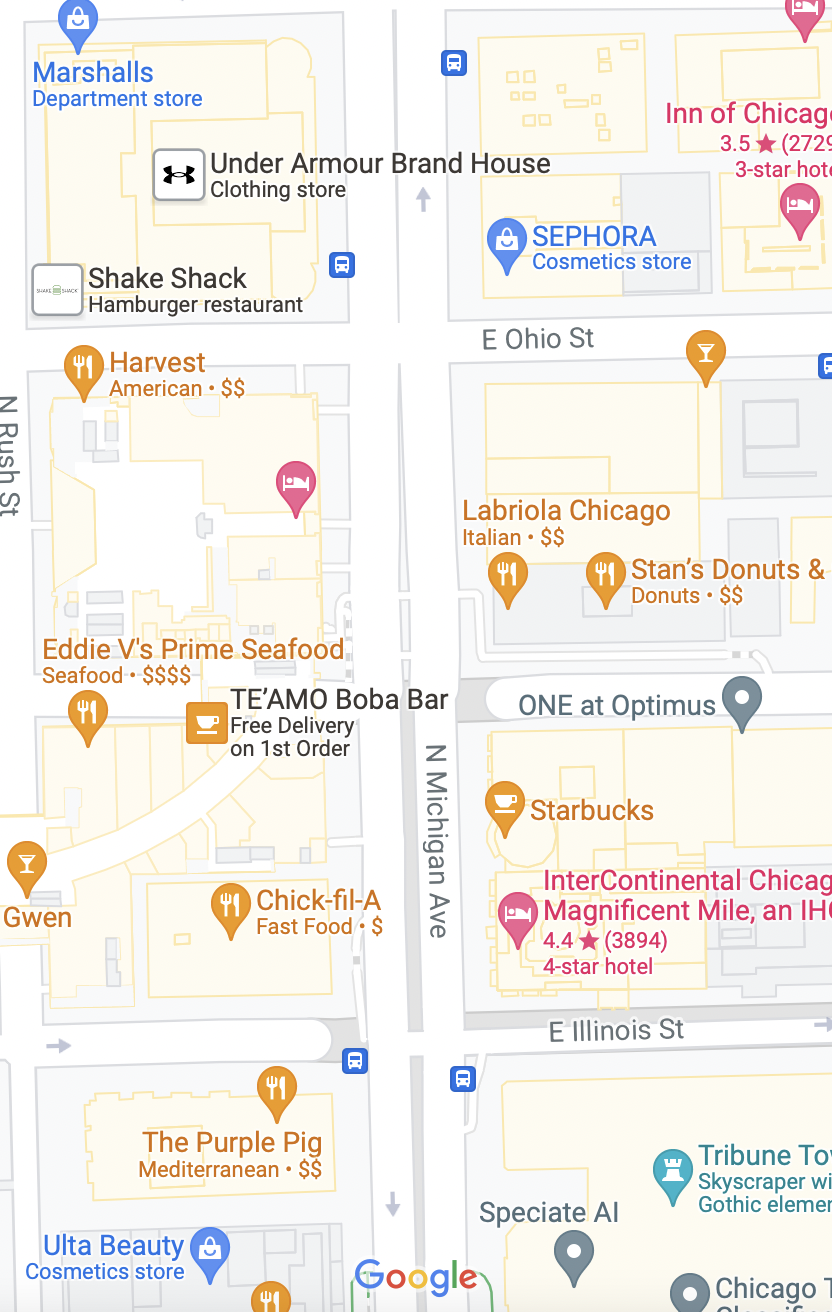 Marshalls
Department store
Inn of Chicag
3.5 ★ (2729
3-star hote
Under Armour Brand House
Clothing store
SEPHORA
Cosmetics store
SHAKE SHACK
Shake Shack
Hamburger restaurant
E Ohio St
Harvest
American • $$
N Rush St
Labriola Chicago
Italian • $$
Stan's Donuts &
Donuts • $$
Eddie V's Prime Seafood
Seafood • $$$$
TE'AMO Boba Bar
Free Delivery
on 1st Order
ONE at Optimus
N Michigan Ave
Starbucks
InterContinental Chicag
Magnificent Mile, an IHG
4.4 ★ (3894)
4-star hotel
Gwen
Chick-fil-A
Fast Food • $
E Illinois St
The Purple Pig
Mediterranean • $$
Tribune To
Skyscraper wi
Gothic elemen
Speciate AI
Ulta Beauty
Cosmetics store
Google
Chicago T